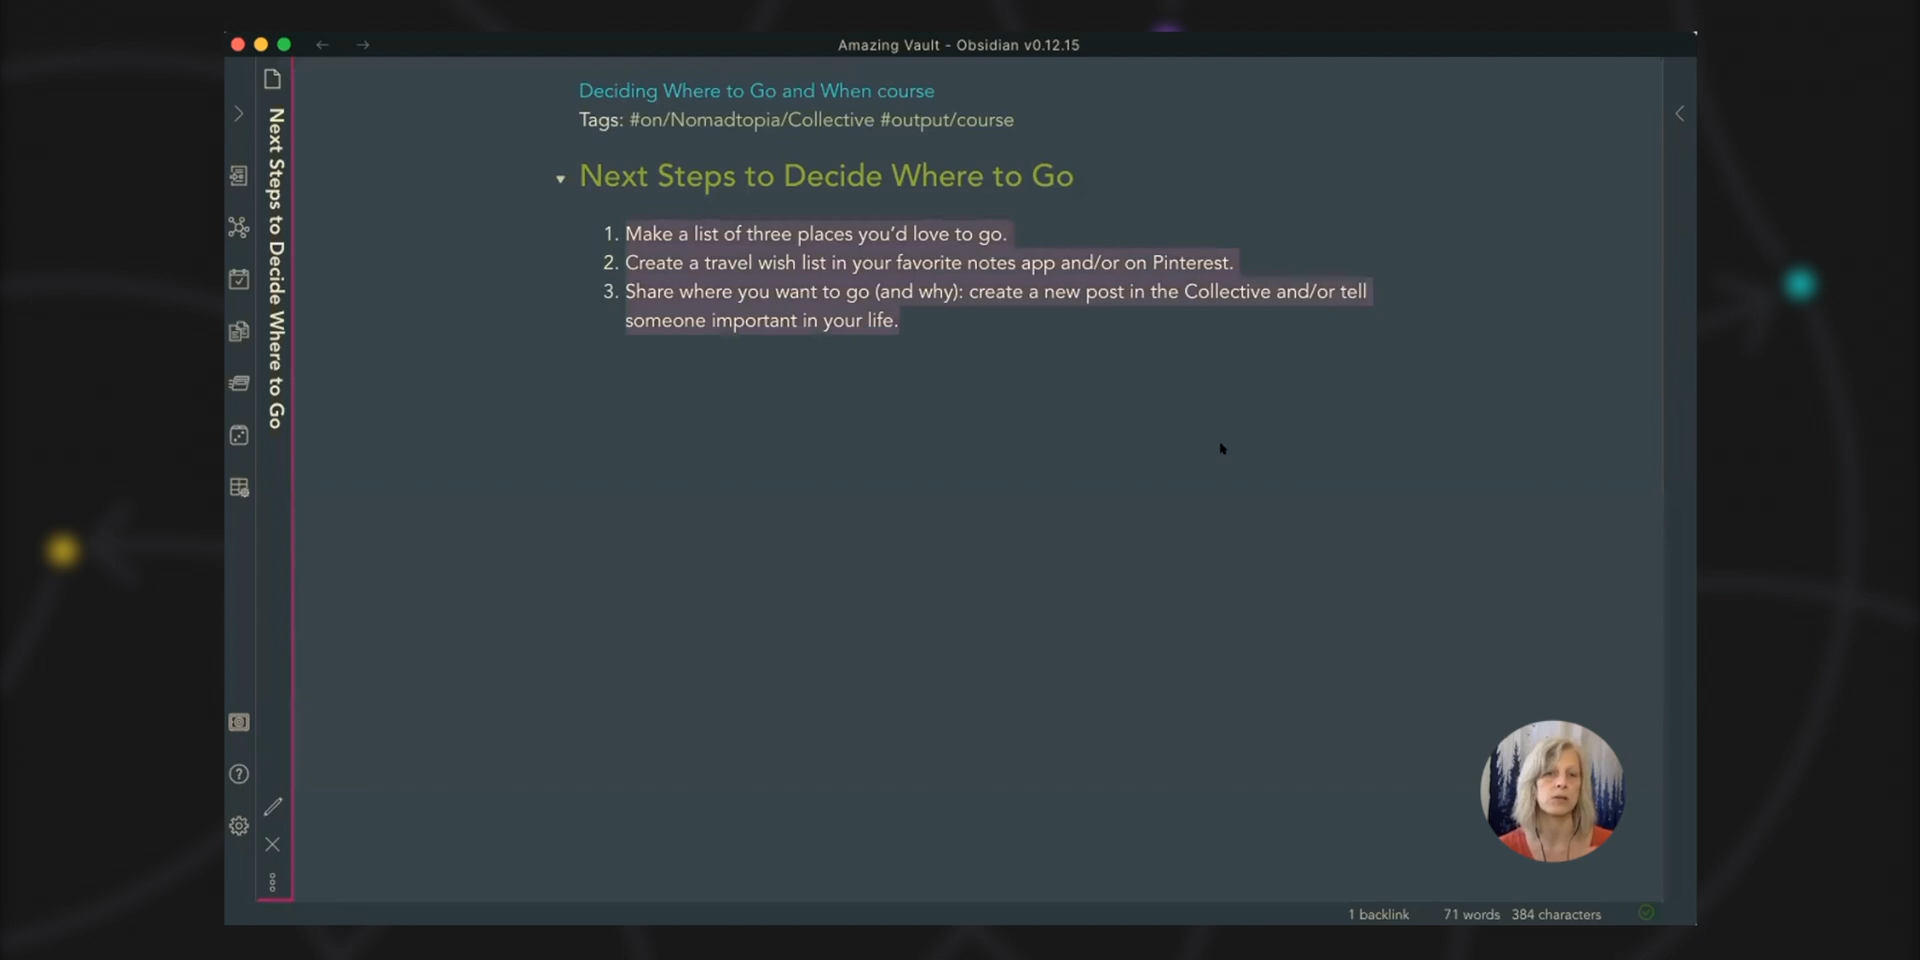 Amazing Vault - Obsidian v0.12.15
Next Steps to Decide Where to Go
Deciding Where to Go and When course
Tags: #on/Nomadtopia/Collective #output/course
Next Steps to Decide Where to Go
1. Make a list of three places you’d love to go.
2. Create a travel wish list in your favorite notes app and/or on Pinterest.
3. Share where you want to go (and why): create a new post in the Collective and/or tell
someone important in your life.
1 backlink 71 words 384 characters